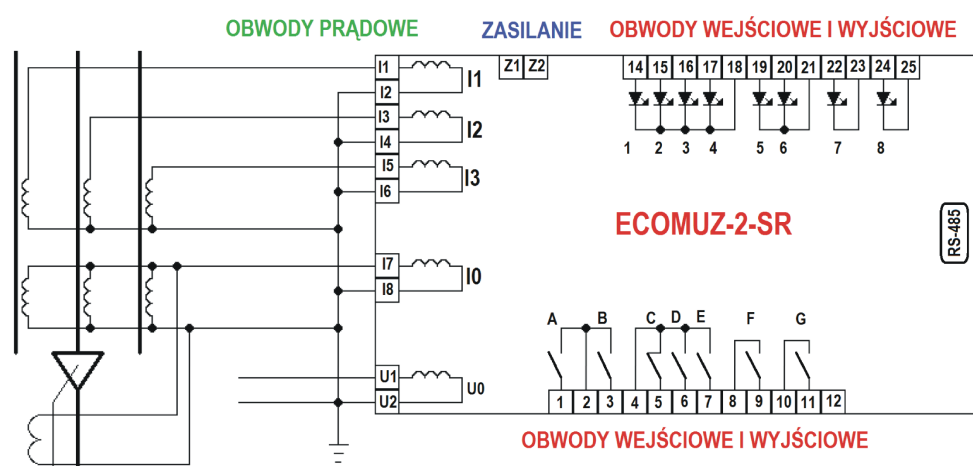 OBWODY PRĄDOWE ZASILANIE OBWODY WEJŚCIOWE I WYJŚCIOWE
I1 I1 Z1 Z2 14 15 16 17 18 19 20 21 22 23 24 25
I2
I3 I2
I4 1 2 3 4 5 6 7 8
I5 I3
I6
ECOMUZ-2-SR RS-485
I7 I0
I8
A B C D E F G
U1 U0
U2 1 2 3 4 5 6 7 8 9 10 11 12
OBWODY WEJŚCIOWE I WYJŚCIOWE